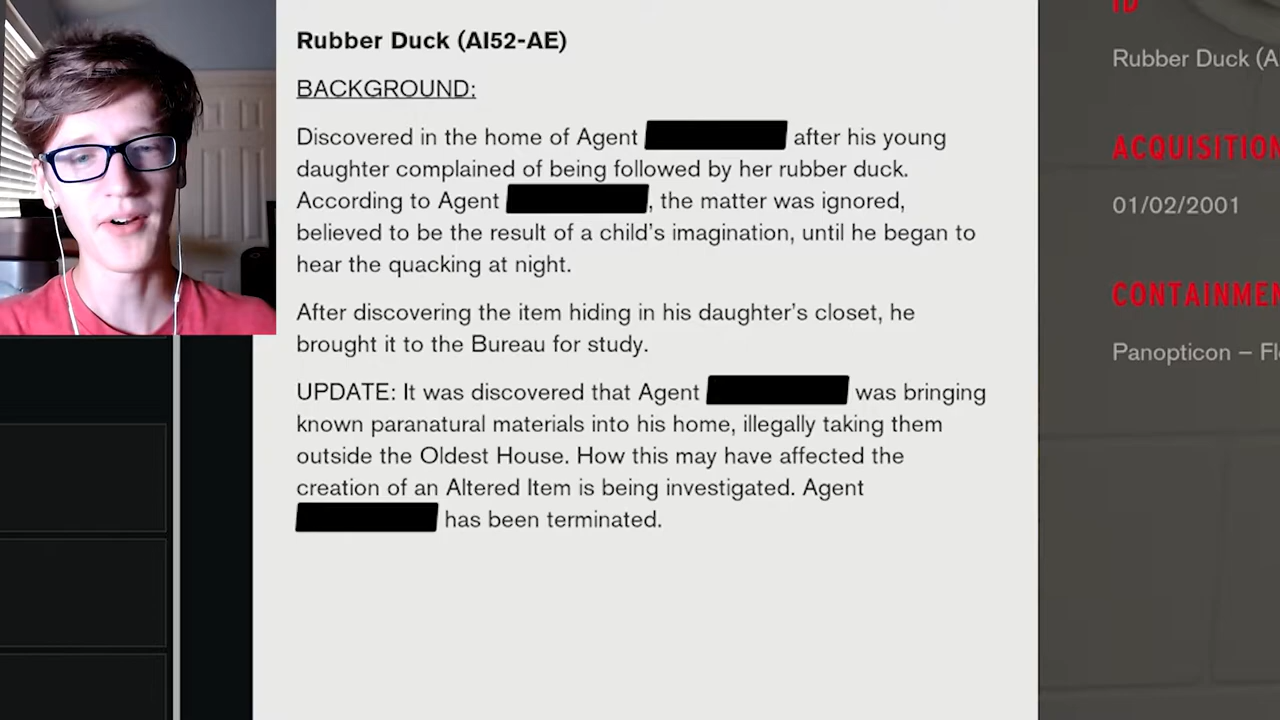 Rubber Duck (AI52-AE)
BACKGROUND:
Discovered in the home of Agent after his young
daughter complained of being followed by her rubber duck.
According to Agent , the matter was ignored,
believed to be the result of a child's imagination, until he began to
hear the quacking at night.
After discovering the item hiding in his daughter's closet, he
brought it to the Bureau for study.
UPDATE: It was discovered that Agent was bringing
known paranatural materials into his home, illegally taking them
outside the Oldest House. How this may have affected the
creation of an Altered Item is being investigated. Agent
has been terminated.
ID
Rubber Duck (A
ACQUISITION
01/02/2001
CONTAINMEN
Panopticon – Fl